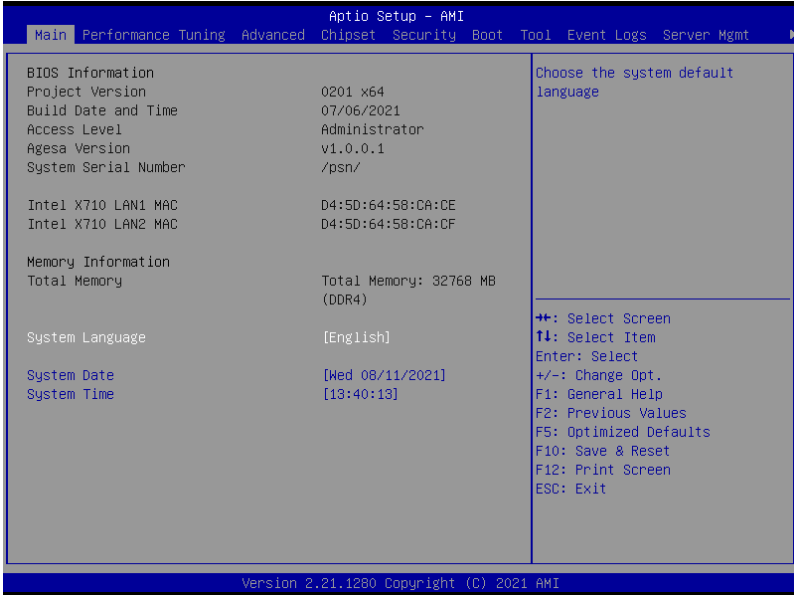 Aptio Setup - AMI
Main Performance Tuning Advanced Chipset Security Boot Tool Event Logs Server Mgmt
BIOS Information
Project Version 0201 x64
Build Date and Time 07/06/2021
Access Level Administrator
Agesa Version v1.0.0.1
System Serial Number /psn/
Intel X710 LAN1 MAC D4:5D:64:58:CA:CE
Intel X710 LAN2 MAC D4:5D:64:58:CA:CF
Memory Information
Total Memory Total Memory: 32768 MB
(DDR4)
System Language [English]
System Date [Wed 08/11/2021]
System Time [13:40:13]
Choose the system default
language
→←: Select Screen
↑↓: Select Item
Enter: Select
+/-: Change Opt.
F1: General Help
F2: Previous Values
F5: Optimized Defaults
F10: Save & Reset
F12: Print Screen
ESC: Exit
Version 2.21.1280 Copyright (C) 2021 AMI